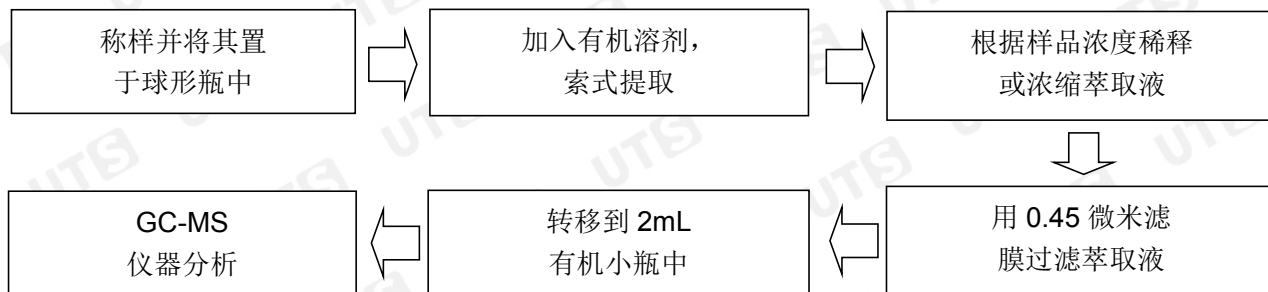 称样并将其置
于球形瓶中
加入有机溶剂，
索式提取
根据样品浓度稀释
或浓缩萃取液
用 0.45 微米滤
膜过滤萃取液
转移到 2mL
有机小瓶中
GC-MS
仪器分析
UTS